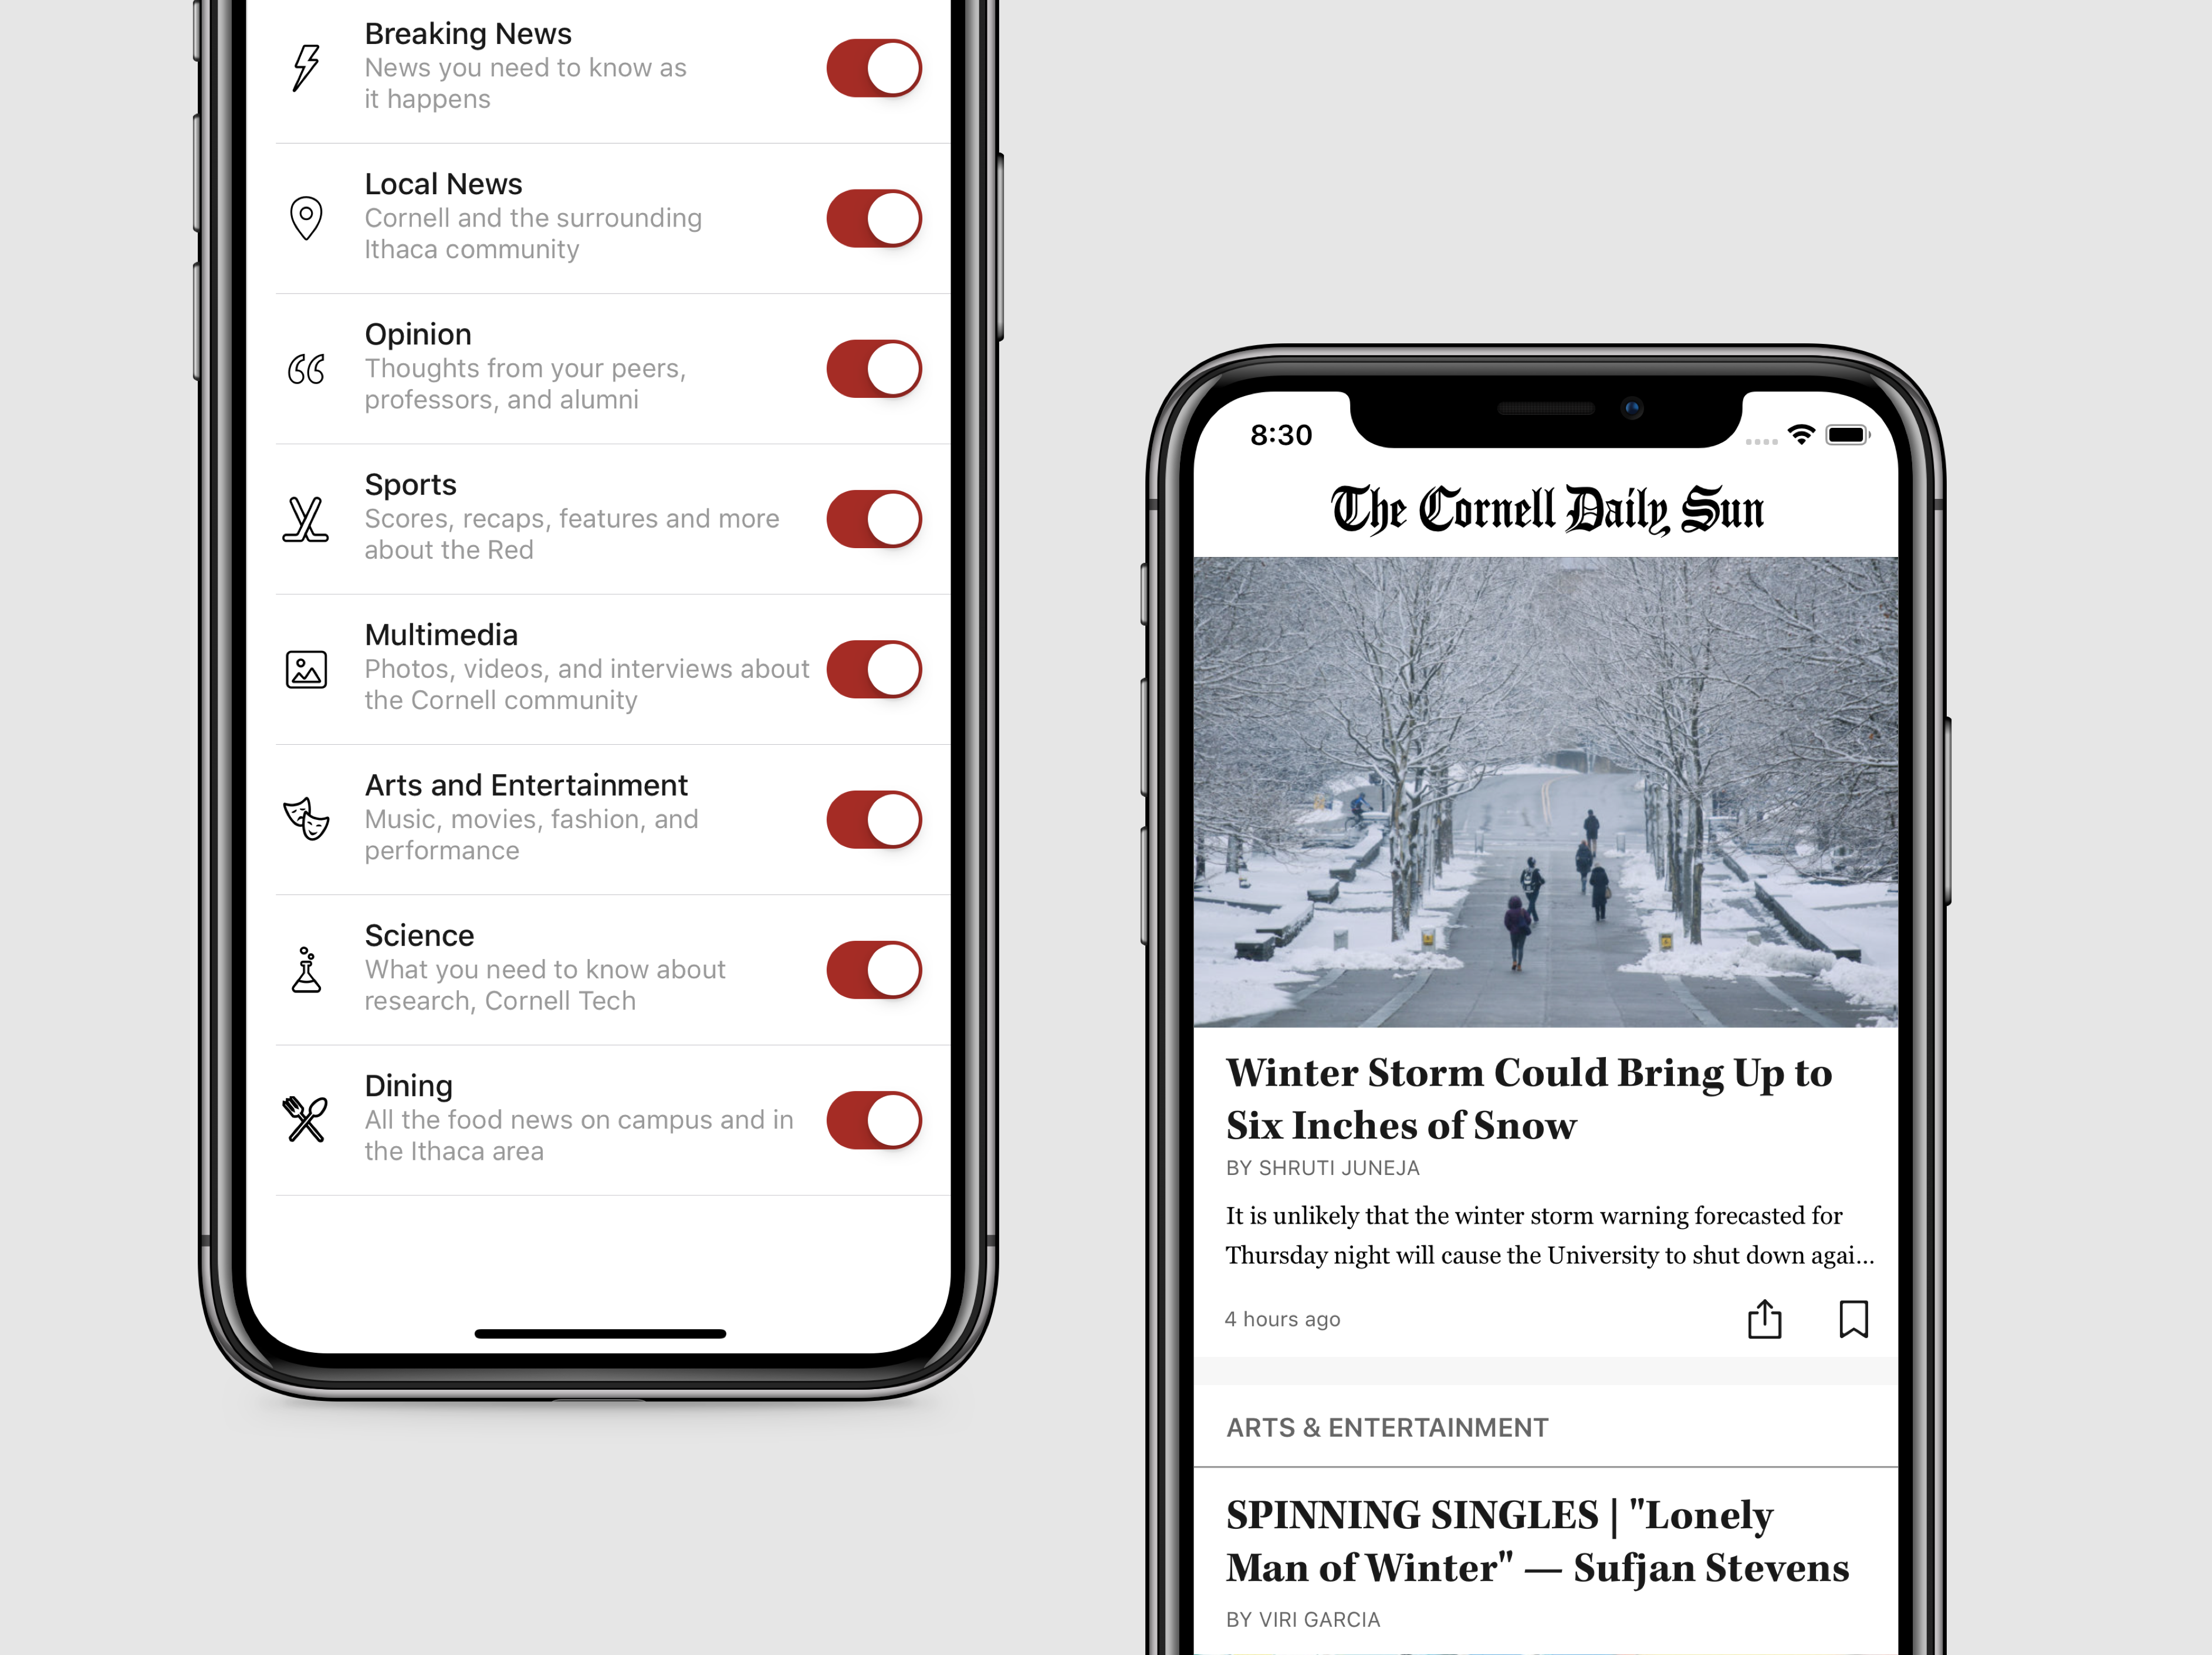 Breaking News
News you need to know as
it happens
Local News
Cornell and the surrounding
Ithaca community
Opinion
Thoughts from your peers,
professors, and alumni
Sports
Scores, recaps, features and more
about the Red
Multimedia
Photos, videos, and interviews about
the Cornell community
Arts and Entertainment
Music, movies, fashion, and
performance
Science
What you need to know about
research, Cornell Tech
Dining
All the food news on campus and in
the Ithaca area
8:30
The Cornell Daily Sun
Winter Storm Could Bring Up to
Six Inches of Snow
BY SHRUTI JUNEJA
It is unlikely that the winter storm warning forecasted for
Thursday night will cause the University to shut down agai...
4 hours ago
ARTS & ENTERTAINMENT
SPINNING SINGLES | "Lonely
Man of Winter" — Sufjan Stevens
BY VIRI GARCIA